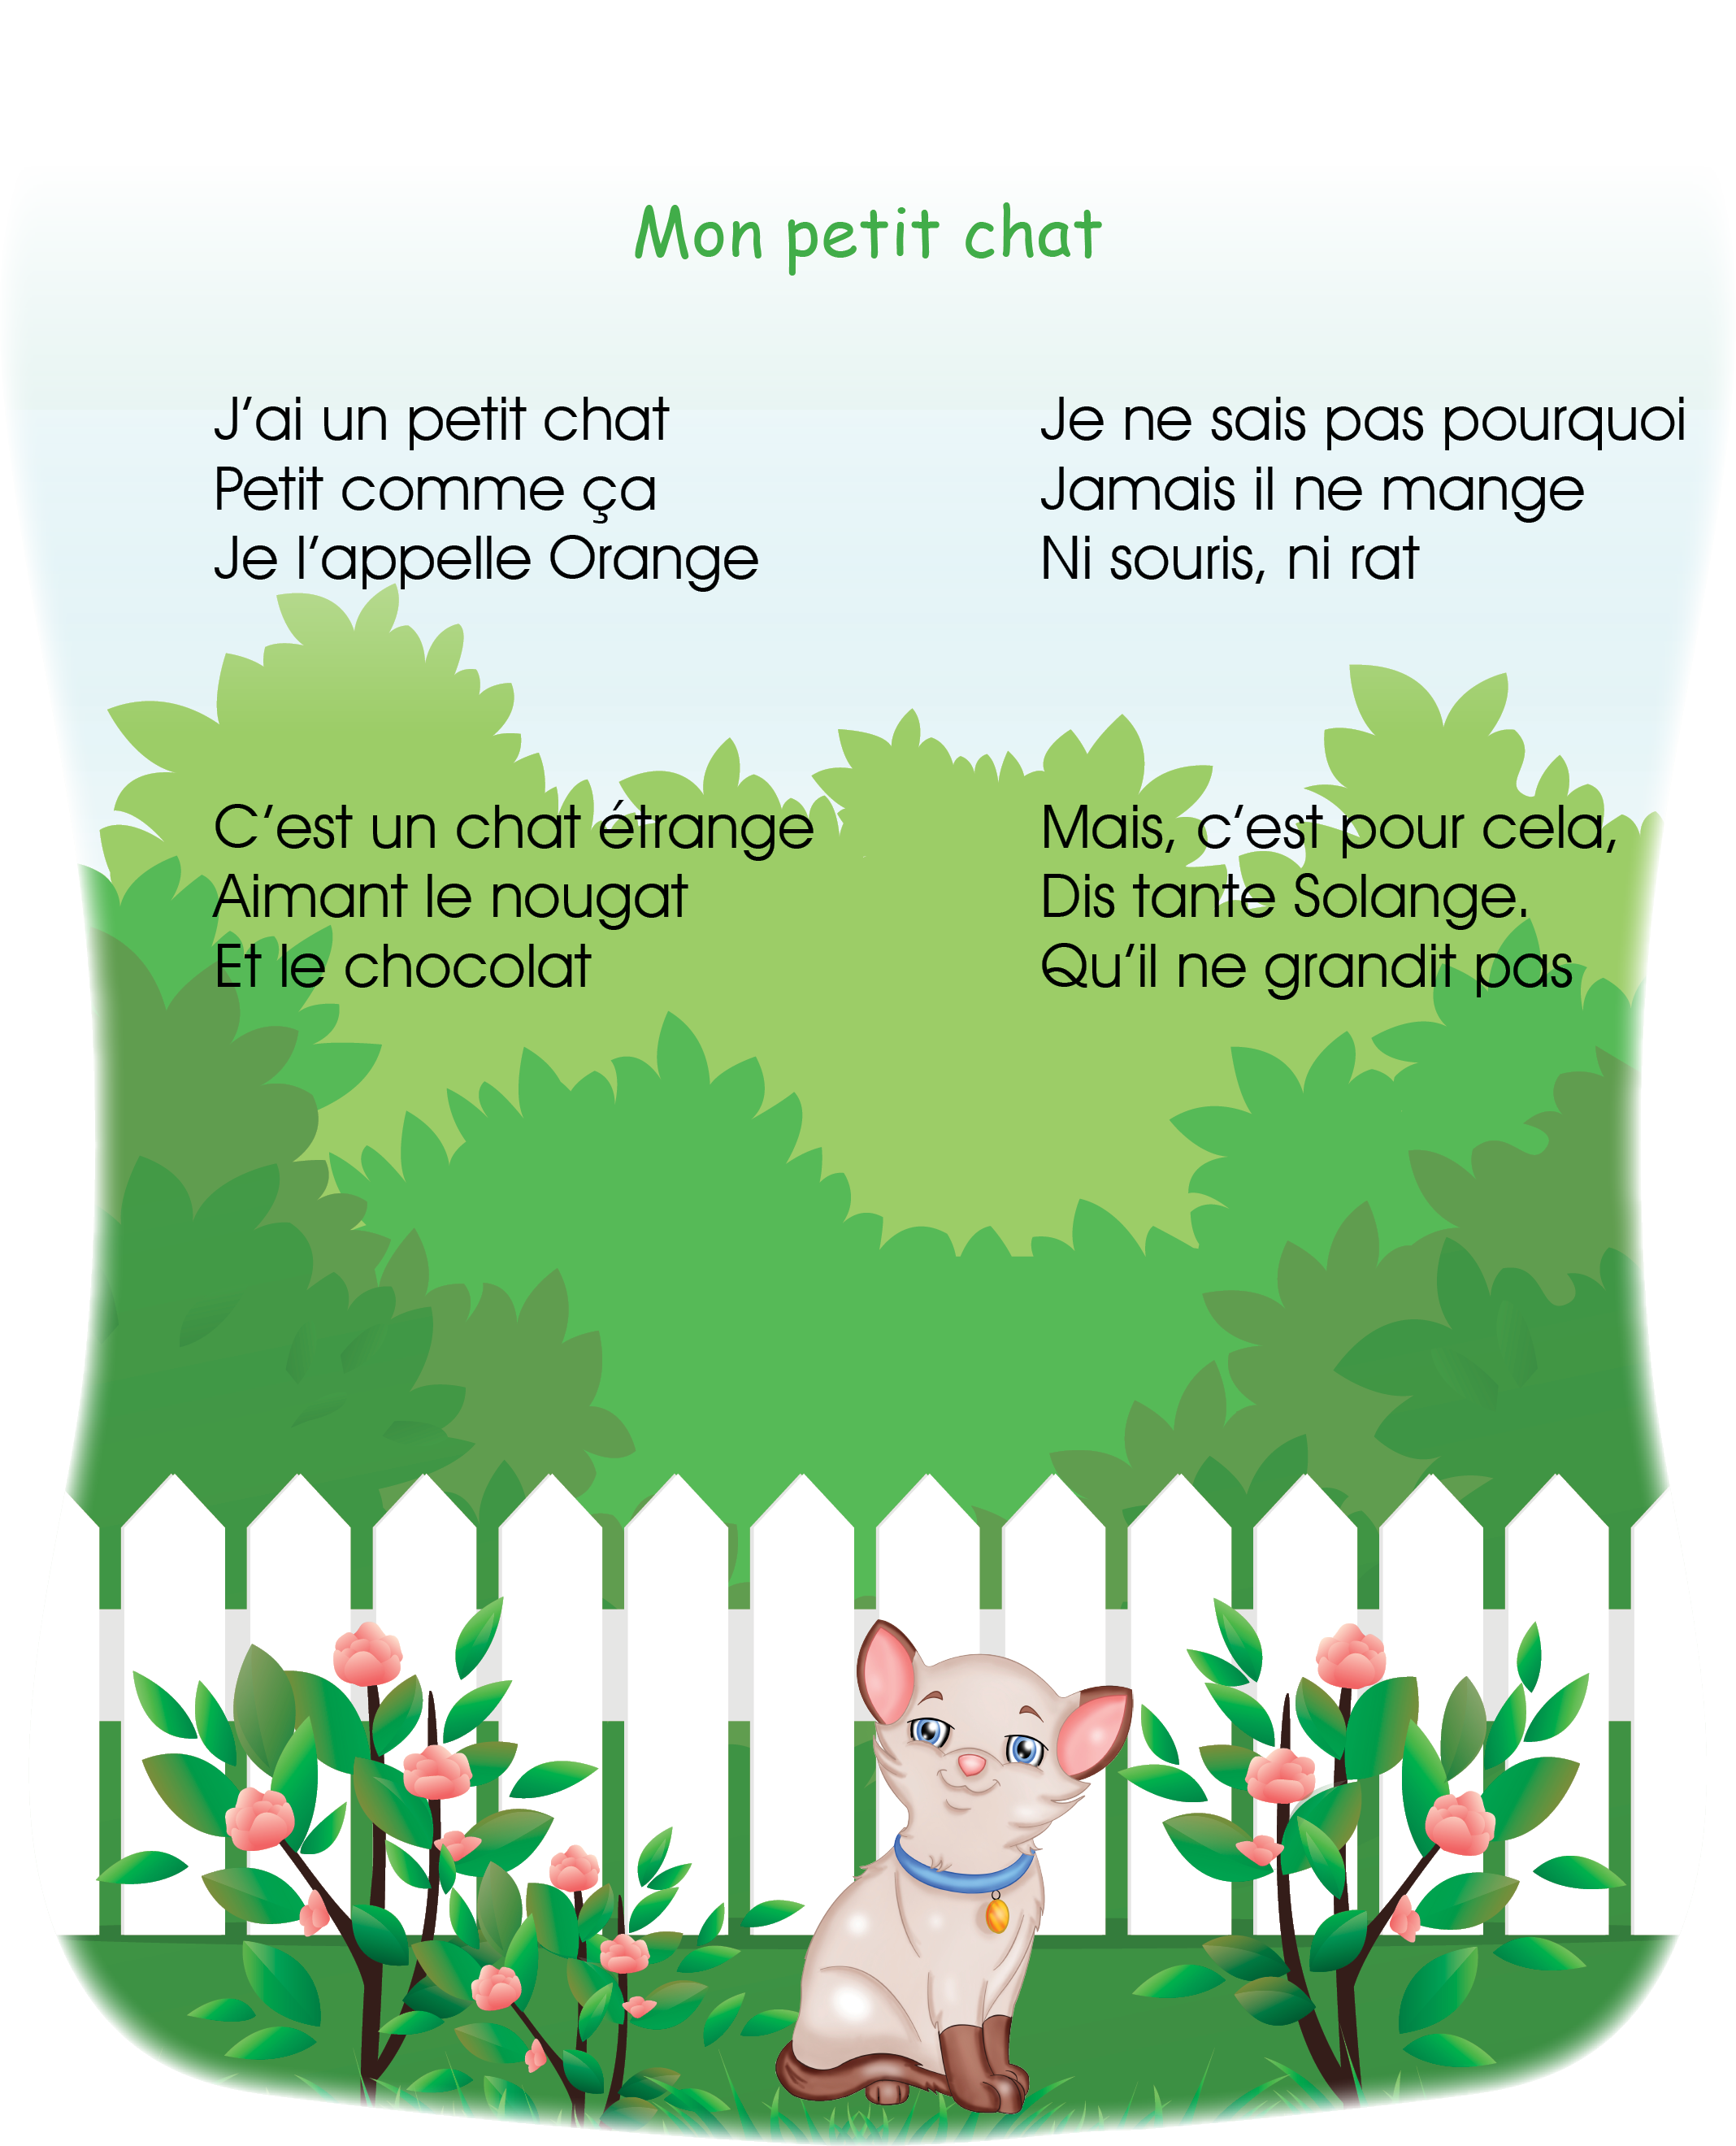 Mon petit chat
J'ai un petit chat
Petit comme ça
Je l'appelle Orange
Je ne sais pas pourquoi
Jamais il ne mange
Ni souris, ni rat
C'est un chat étrange
Aimant le nougat
Et le chocolat
Mais, c'est pour cela,
Dis tante Solange.
Qu'il ne grandit pas